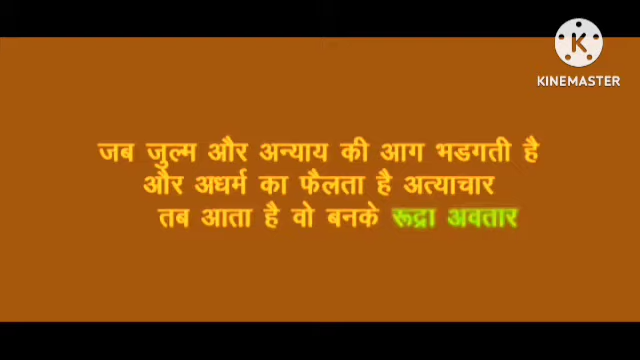 KINEMASTER
जब जुल्म और अन्याय की आग भडगती है
और अधर्म का फैलता है अत्याचार
तब आता है वो बनके रूद्रा अवतार